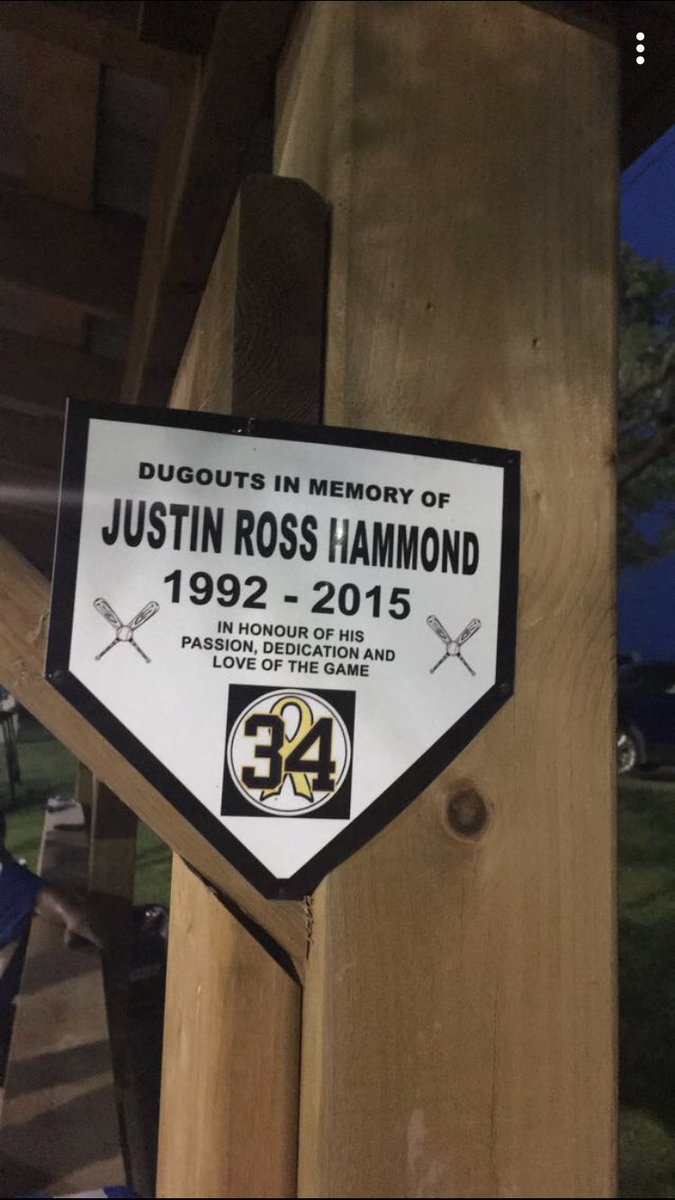 DUGOUTS IN MEMORY OF
JUSTIN ROSS HAMMOND
1992 - 2015
IN HONOUR OF HIS
PASSION, DEDICATION AND
LOVE OF THE GAME
34